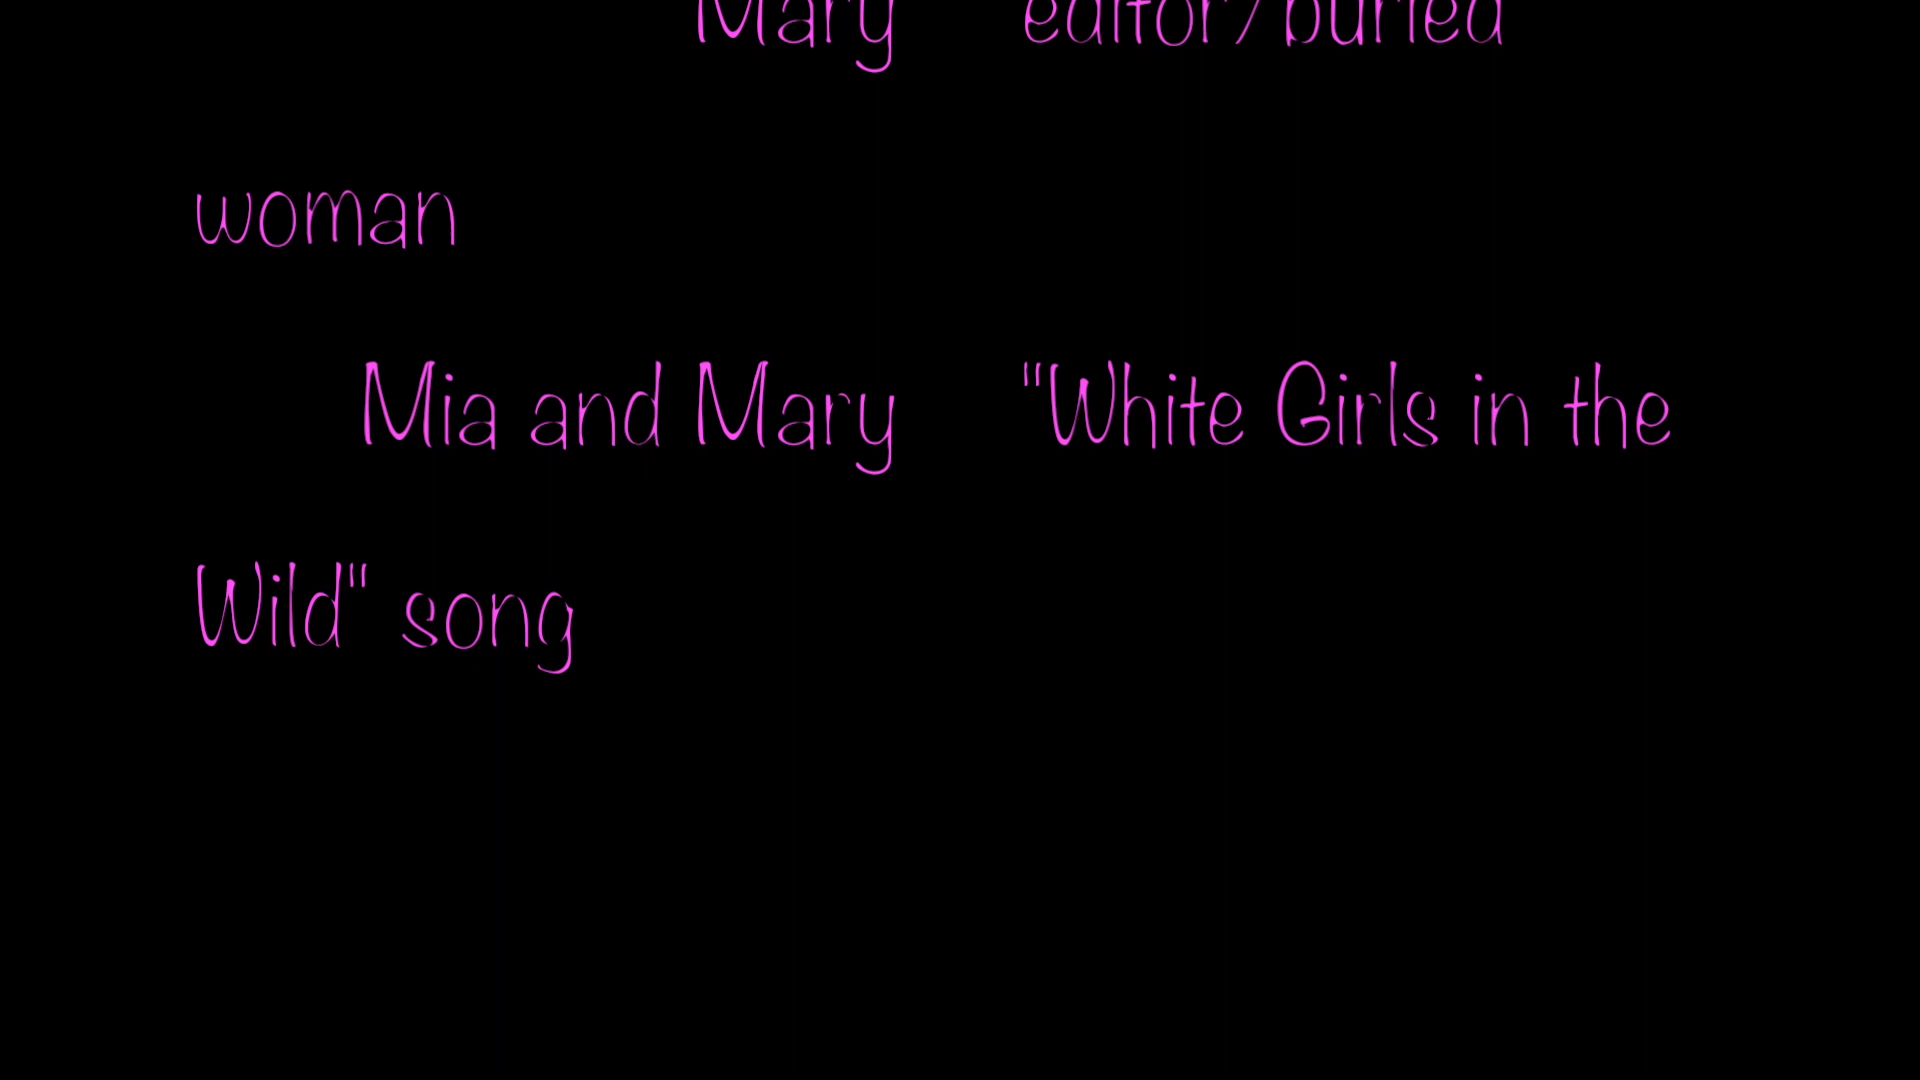 Mary editor/buried
woman
Mia and Mary "White Girls in the
Wild" song